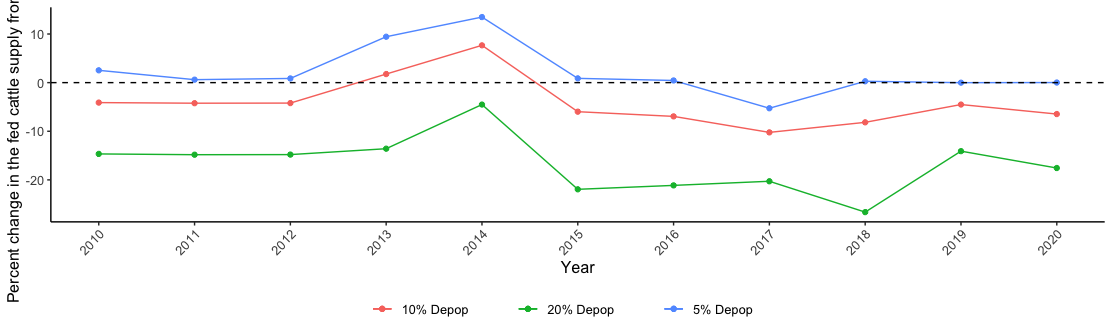 Percent change in the fed cattle supply from
10
0
-10
-20
2010 2011 2012 2013 2014 2015 2016 2017 2018 2019 2020
Year
10% Depop 20% Depop 5% Depop